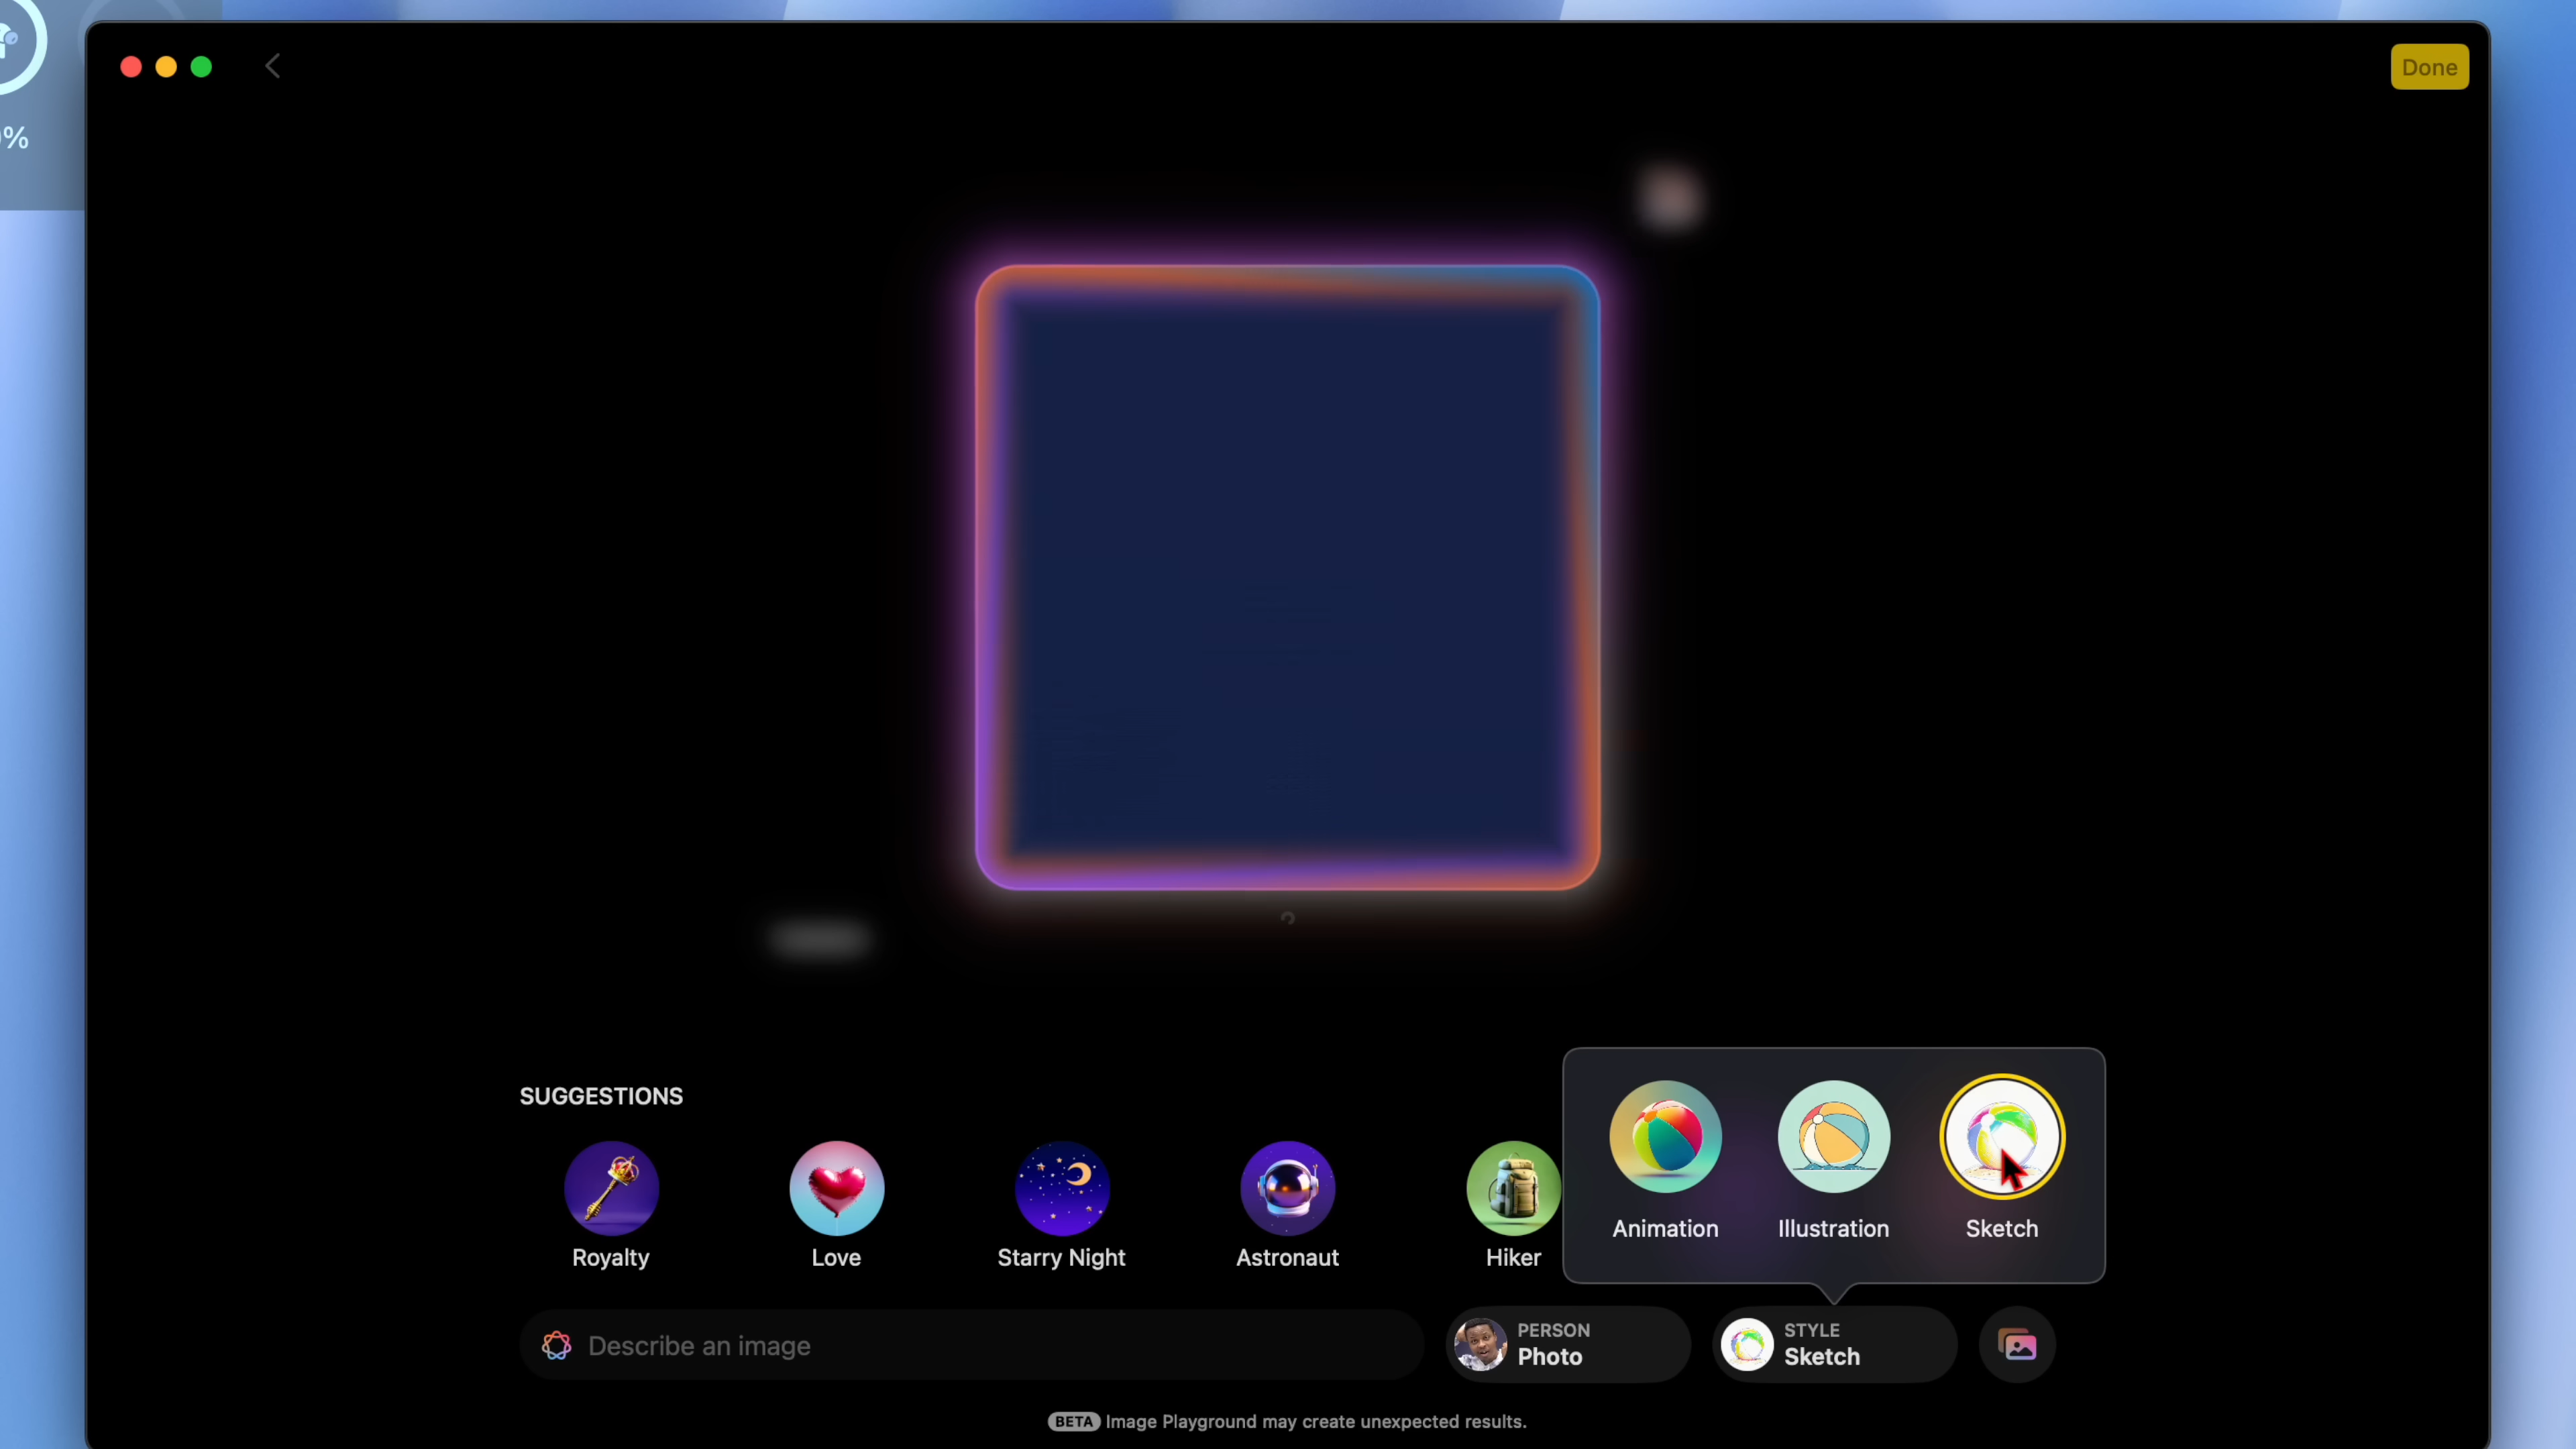 Done
%
SUGGESTIONS
Royalty
Love
Starry Night
Astronaut
Hiker
Animation
Illustration
Sketch
Describe an image
PERSON
Photo
STYLE
Sketch
BETA Image Playground may create unexpected results.